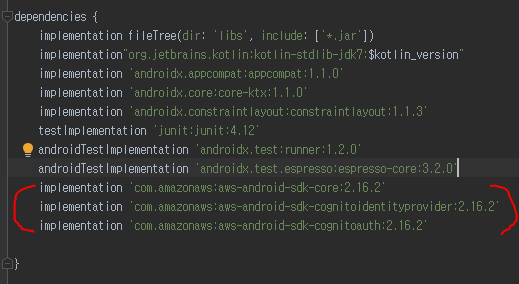 dependencies {
implementation fileTree(dir: 'libs', include: ['*.jar'])
implementation"org.jetbrains.kotlin:kotlin-stdlib-jdk7:$kotlin_version"
implementation 'androidx.appcompat:appcompat:1.1.0'
implementation 'androidx.core:core-ktx:1.1.0'
implementation 'androidx.constraintlayout:constraintlayout:1.1.3'
testImplementation 'junit:junit:4.12'
androidTestImplementation 'androidx.test:runner:1.2.0'
androidTestImplementation 'androidx.test.espresso:espresso-core:3.2.0'
implementation 'com.amazonaws:aws-android-sdk-core:2.16.2'
implementation 'com.amazonaws:aws-android-sdk-cognitoidentityprovider:2.16.2'
implementation 'com.amazonaws:aws-android-sdk-cognitoauth:2.16.2'
}